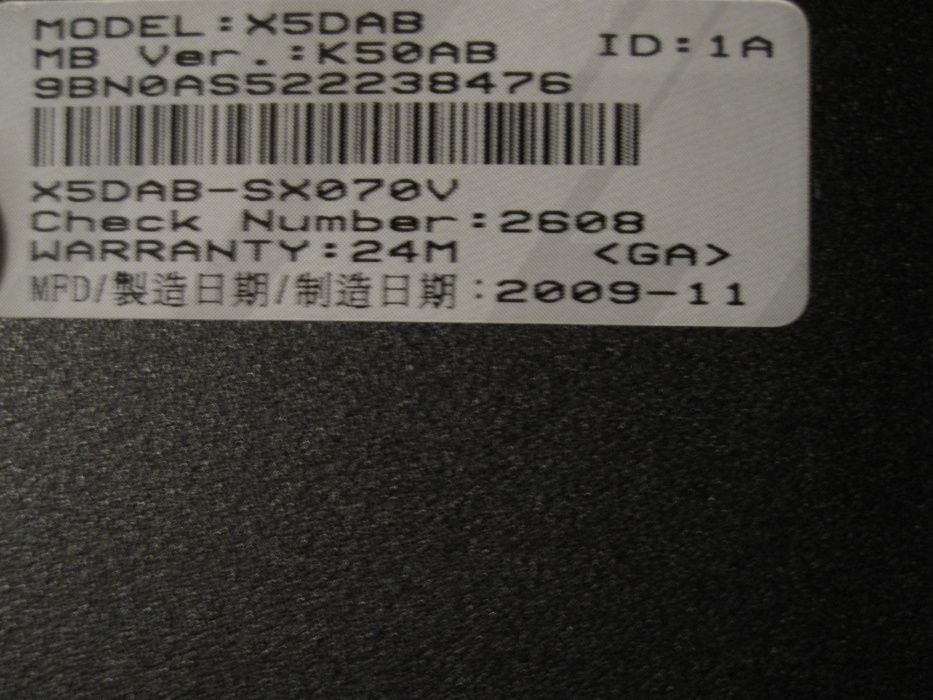 MODEL:X5DAB
MB Ver.:K50AB ID:1A
9BN0AS522238476
X5DAB-SX070V
Check Number:2608
WARRANTY:24M <GA>
MFD/製造日期/制造日期:2009-11